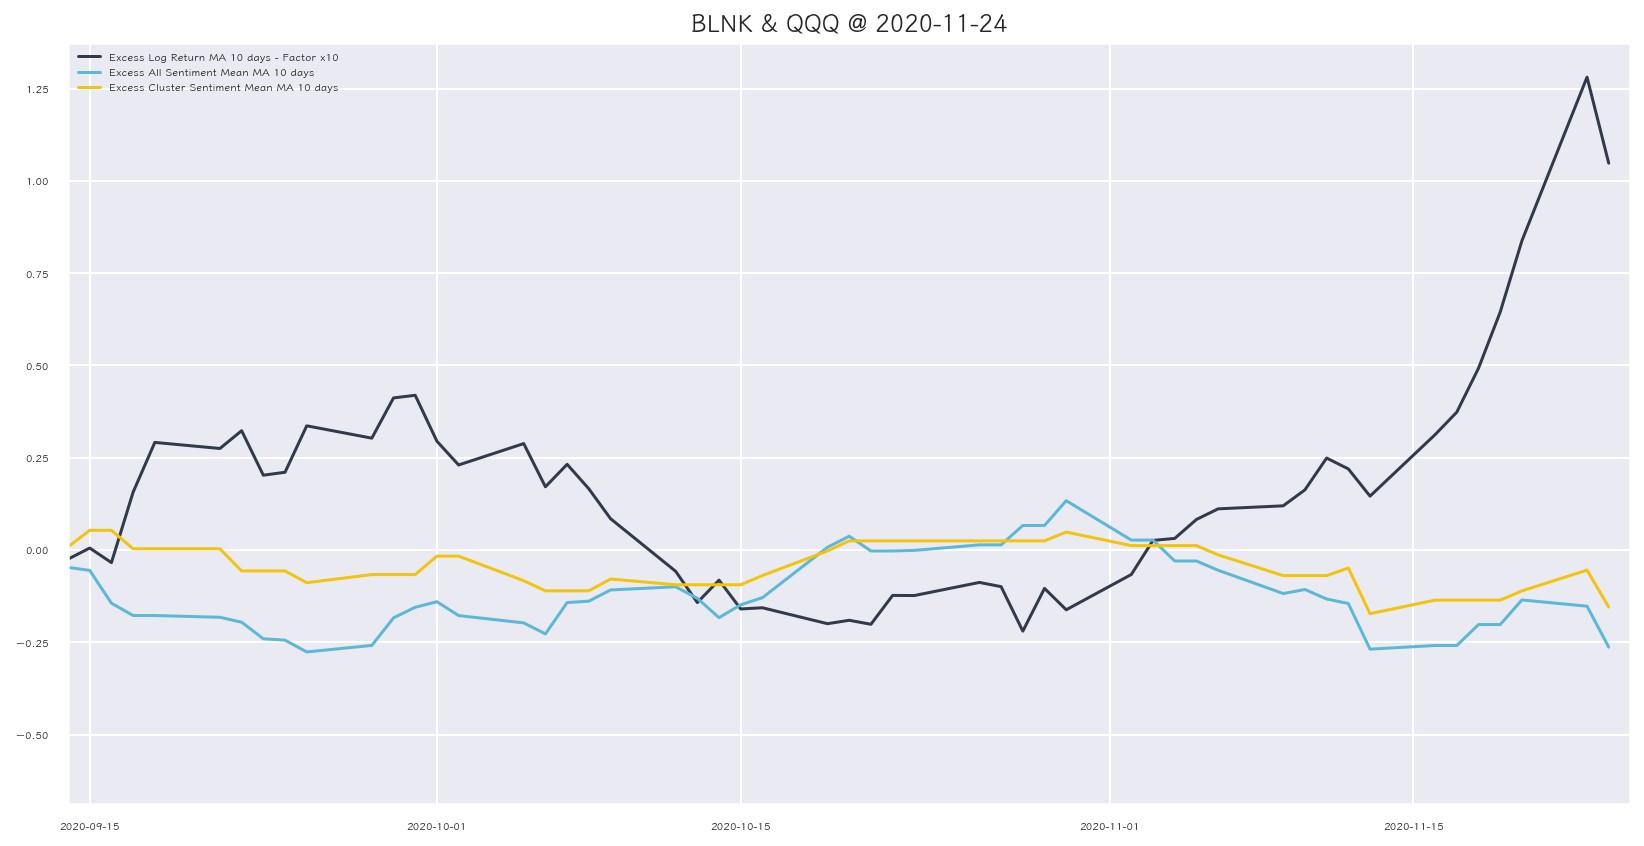 BLNK & QQQ @ 2020-11-24
Excess Log Return MA 10 days - Factor x10
Excess All Sentiment Mean MA 10 days
Excess Cluster Sentiment Mean MA 10 days
1.25
1.00
0.75
0.50
0.25
0.00
−0.25
−0.50
2020-09-15 2020-10-01 2020-10-15 2020-11-01 2020-11-15